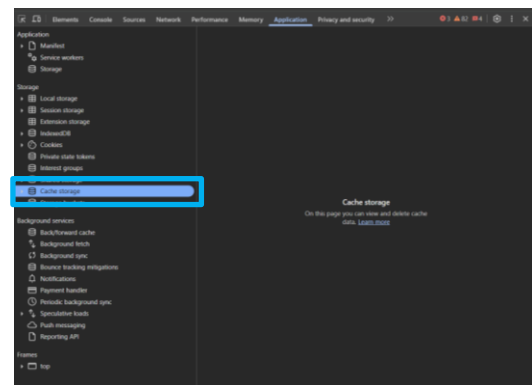 Elements Console Sources Network Performance Memory Application Privacy and security
Application
Manifest
Service workers
Storage
Storage
Local storage
Session storage
Extension storage
IndexedDB
Cookies
Private state tokens
Interest groups
Cache storage
Cache storage
On this page you can view and delete cache
data. Learn more
Background services
Back/forward cache
Background fetch
Background sync
Bounce tracking mitigations
Notifications
Payment handler
Periodic background sync
Speculative loads
Push messaging
Reporting API
Frames
top